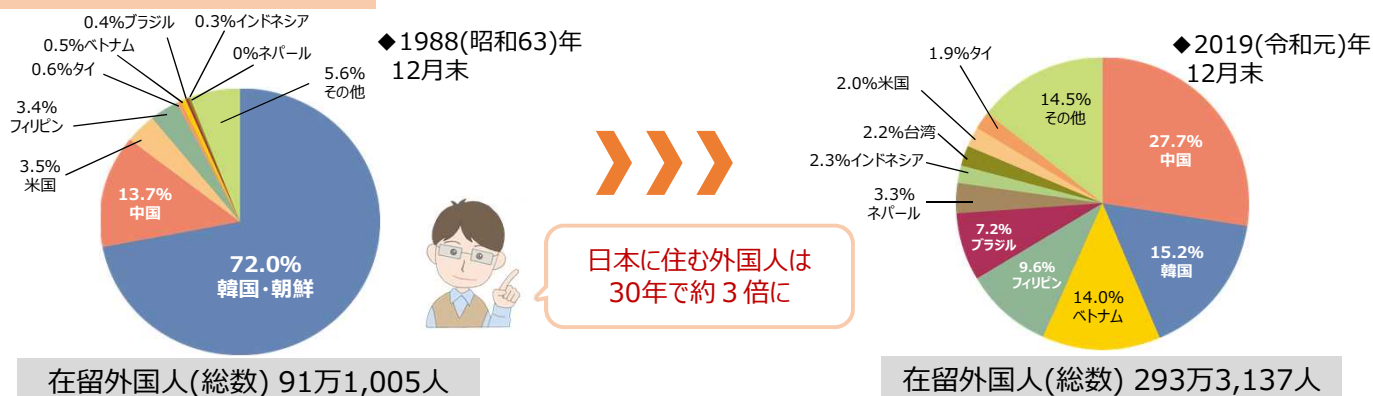 ◆1988(昭和63)年
12月末
0.4%ブラジル
0.3%インドネシア
0.5%ベトナム
0%ネパール
0.6%タイ
5.6%
その他
3.4%
フィリピン
3.5%
米国
13.7%
中国
72.0%
韓国・朝鮮
在留外国人(総数) 91万1,005人
日本に住む外国人は
30年で約３倍に
◆2019(令和元)年
12月末
1.9%タイ
2.0%米国
14.5%
その他
2.2%台湾
27.7%
中国
2.3%インドネシア
3.3%
ネパール
7.2%
ブラジル
15.2%
韓国
9.6%
フィリピン
14.0%
ベトナム
在留外国人(総数) 293万3,137人